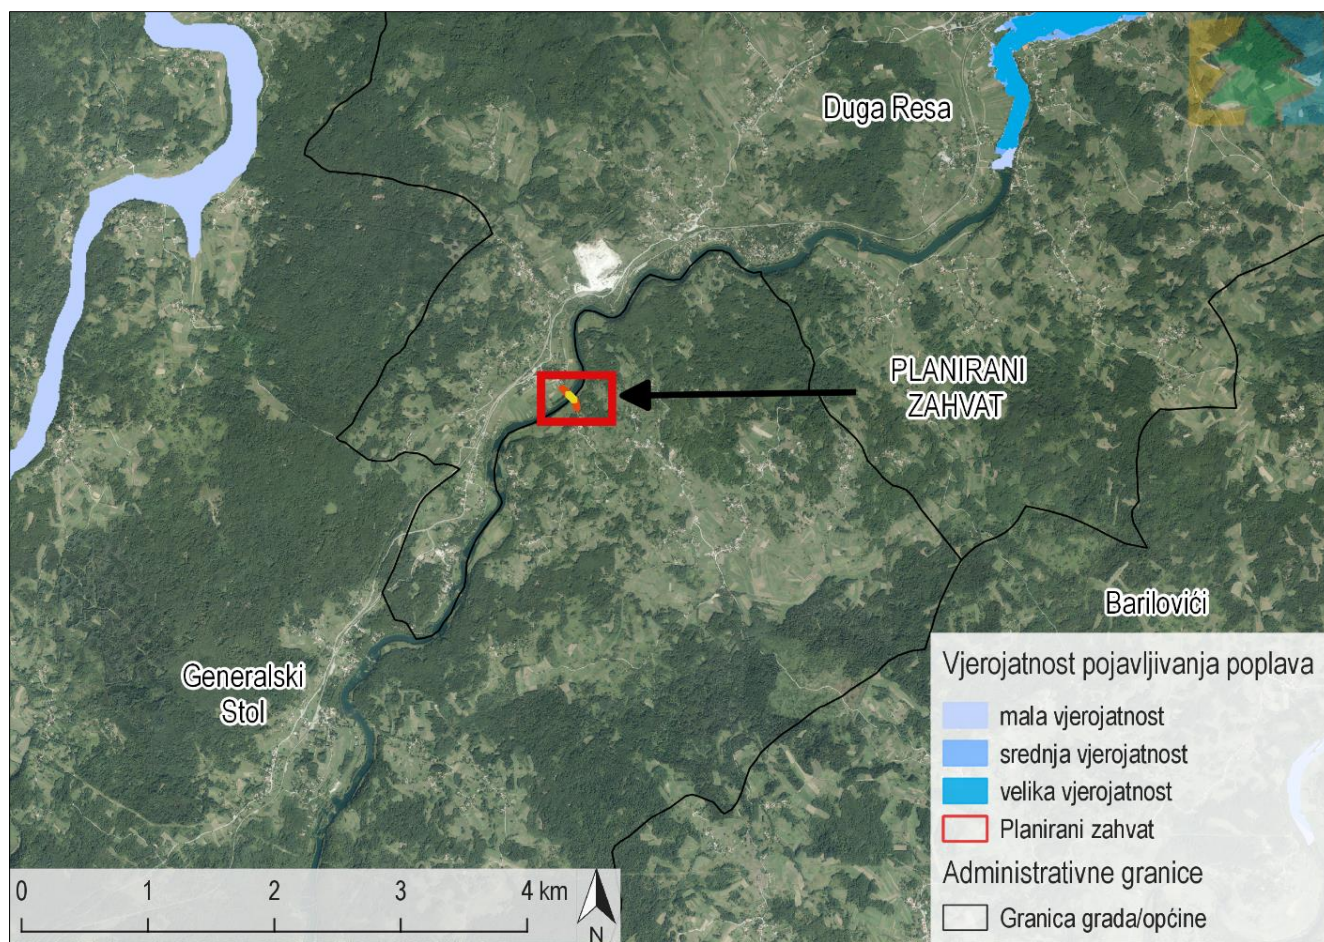 Duga Resa
PLANIRANI
ZAHVAT
Barilovići
Generalski
Stol
Vjerojatnost pojavljivanja poplava
mala vjerojatnost
srednja vjerojatnost
velika vjerojatnost
Planirani zahvat
Administrativne granice
Granica grada/općine
0 1 2 3 4 km
N